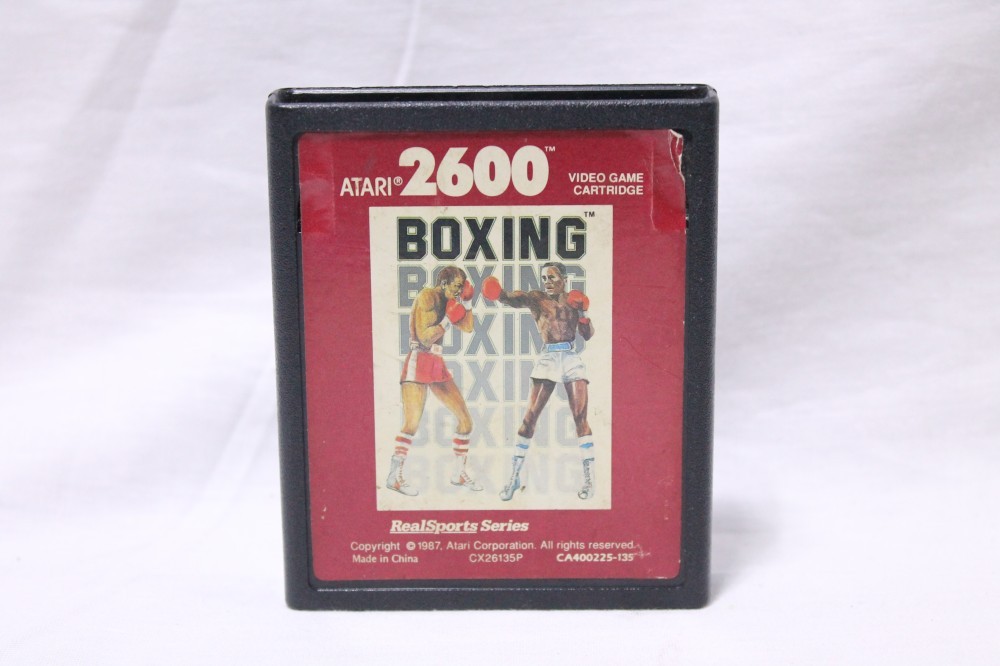 ATARI® 2600™
VIDEO GAME
CARTRIDGE
BOXING™
BOXING
BOXING
BOXING
BOXING
BOXING
RealSports Series
Copyright © 1987, Atari Corporation. All rights reserved.
Made in China CX26135P CA400225-135